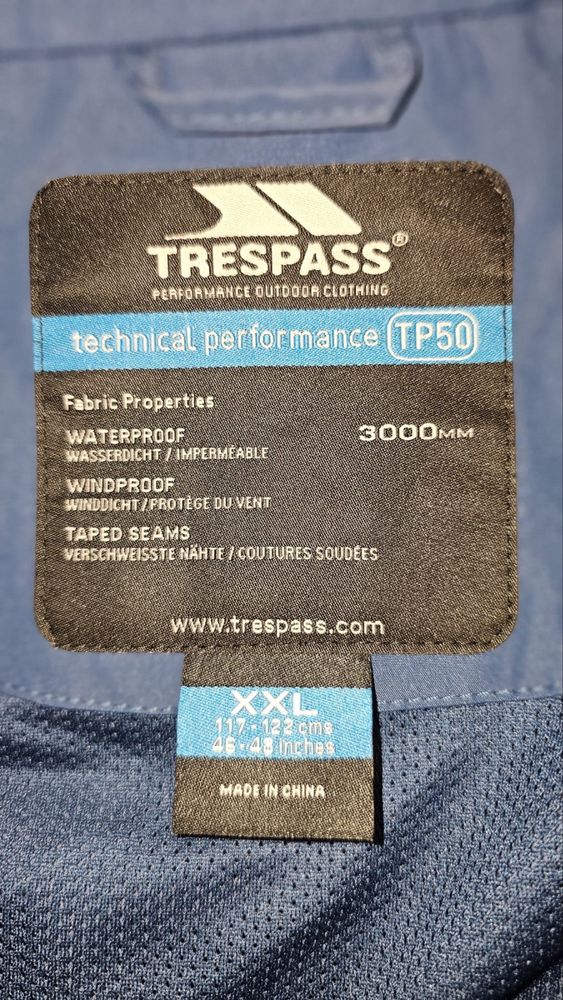 TRESPASS®
PERFORMANCE OUTDOOR CLOTHING
technical performance TP50
Fabric Properties
WATERPROOF 3000MM
WASSERDICHT / IMPERMÉABLE
WINDPROOF
WINDDICHT / PROTÈGE DU VENT
TAPED SEAMS
VERSCHWEISSTE NÄHTE / COUTURES SOUDÉES
www.trespass.com
XXL
117 - 122 cms
46 - 48 inches
MADE IN CHINA